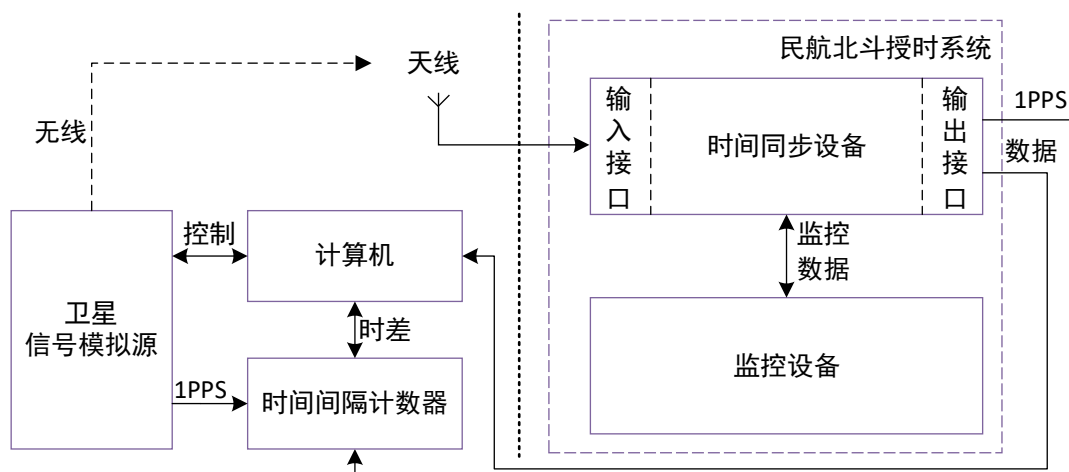 民航北斗授时系统
天线
无线
输入接口
时间同步设备
输出接口
1PPS
数据
控制
计算机
监控
数据
卫星
信号模拟源
时差
监控设备
1PPS
时间间隔计数器